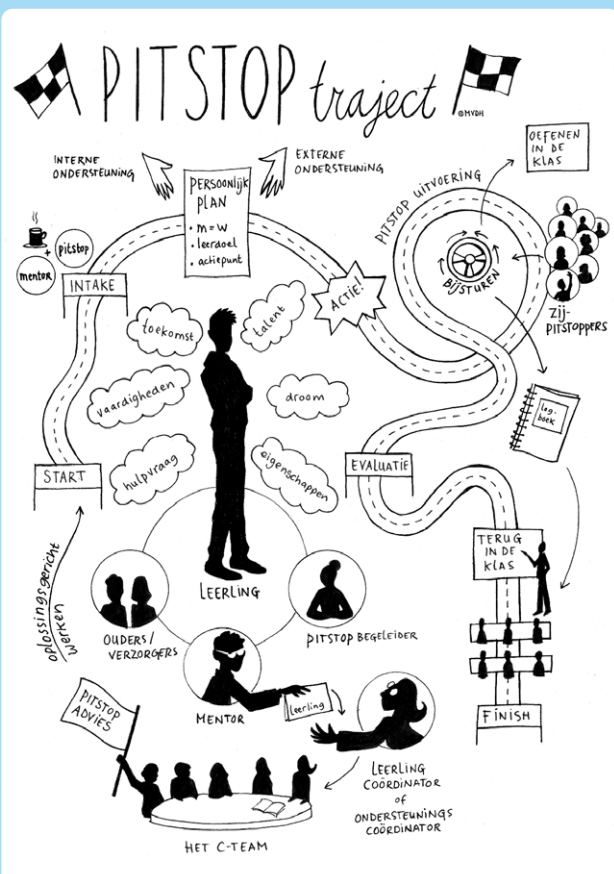 PITSTOP traject
©MVDH
INTERNE
ONDERSTEUNING
EXTERNE
ONDERSTEUNING
PERSOONLIJK
PLAN
• m=W
• leerdoel
• actiepunt
+ pitstop
mentor
INTAKE
START
oplossingsgericht
werken
ACTIE!
PITSTOP UITVOERING
BIJSTUREN
OEFENEN
IN DE
KLAS
ZIJ-
PITSTOPPERS
log-
boek
toekomst
talent
vaardigheden
droom
hulpvraag
eigenschappen
EVALUATIE
TERUG
IN DE
KLAS
FINISH
LEERLING
OUDERS/
VERZORGERS
PITSTOP BEGELEIDER
MENTOR
leerling
LEERLING
COÖRDINATOR
OF
ONDERSTEUNINGS
COÖRDINATOR
PITSTOP
ADVIES
HET C-TEAM